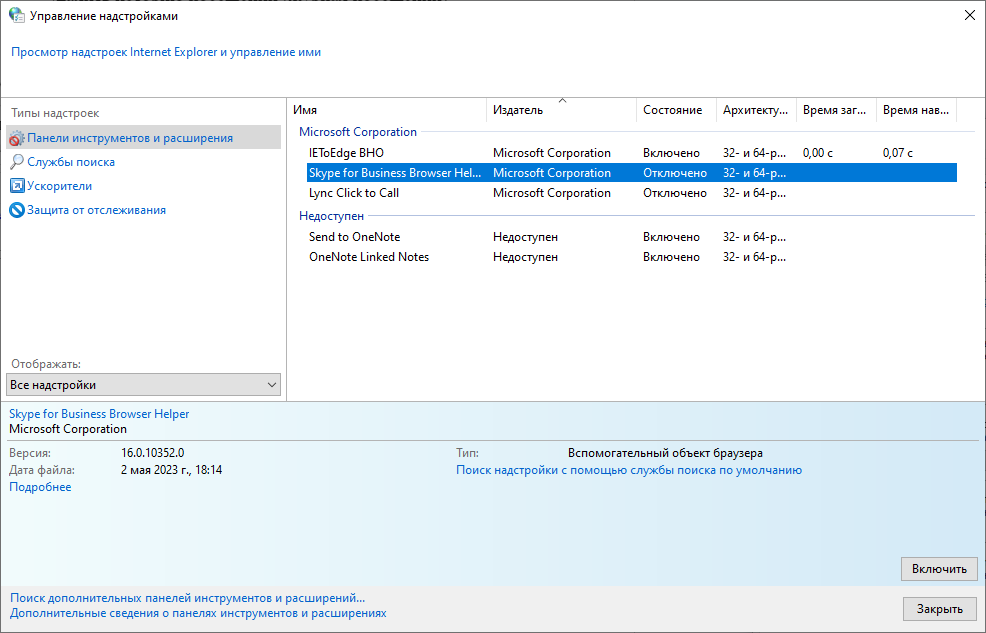 Управление надстройками
Просмотр надстроек Internet Explorer и управление ими
Типы надстроек
Панели инструментов и расширения
Службы поиска
Ускорители
Защита от отслеживания
Отображать:
Все надстройки
Имя Издатель Состояние Архитекту... Время заг... Время нав...
Microsoft Corporation
IEToEdge BHO Microsoft Corporation Включено 32- и 64-р... 0,00 с 0,07 с
Skype for Business Browser Hel... Microsoft Corporation Отключено 32- и 64-р...
Lync Click to Call Microsoft Corporation Отключено 32- и 64-р...
Недоступен
Send to OneNote Недоступен Включено 32- и 64-р...
OneNote Linked Notes Недоступен Включено 32- и 64-р...
Skype for Business Browser Helper
Microsoft Corporation
Версия: 16.0.10352.0 Тип: Вспомогательный объект браузера
Дата файла: 2 мая 2023 г., 18:14 Поиск надстройки с помощью службы поиска по умолчанию
Подробнее
Включить
Поиск дополнительных панелей инструментов и расширений...
Дополнительные сведения о панелях инструментов и расширениях
Закрыть